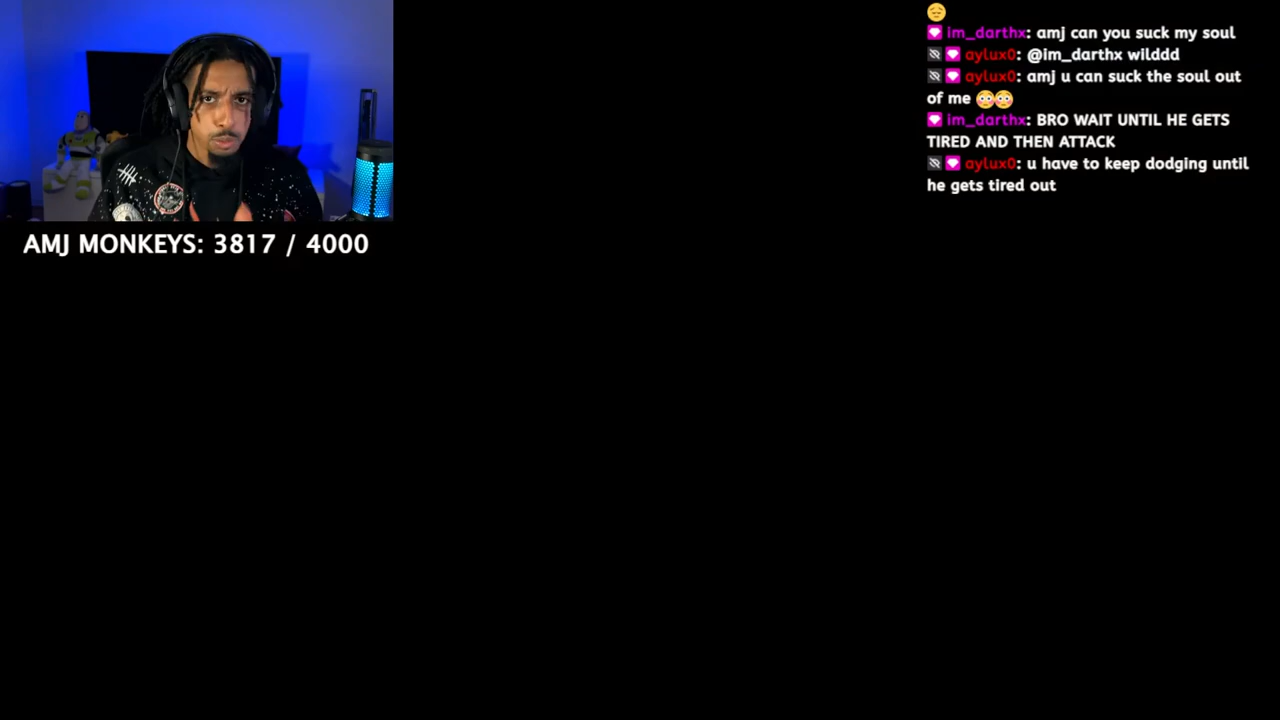 AMJ MONKEYS: 3817 / 4000
im_darthx: amj can you suck my soul
aylux0: @im_darthx wilddd
aylux0: amj u can suck the soul out
of me 😳😳
im_darthx: BRO WAIT UNTIL HE GETS
TIRED AND THEN ATTACK
aylux0: u have to keep dodging until
he gets tired out